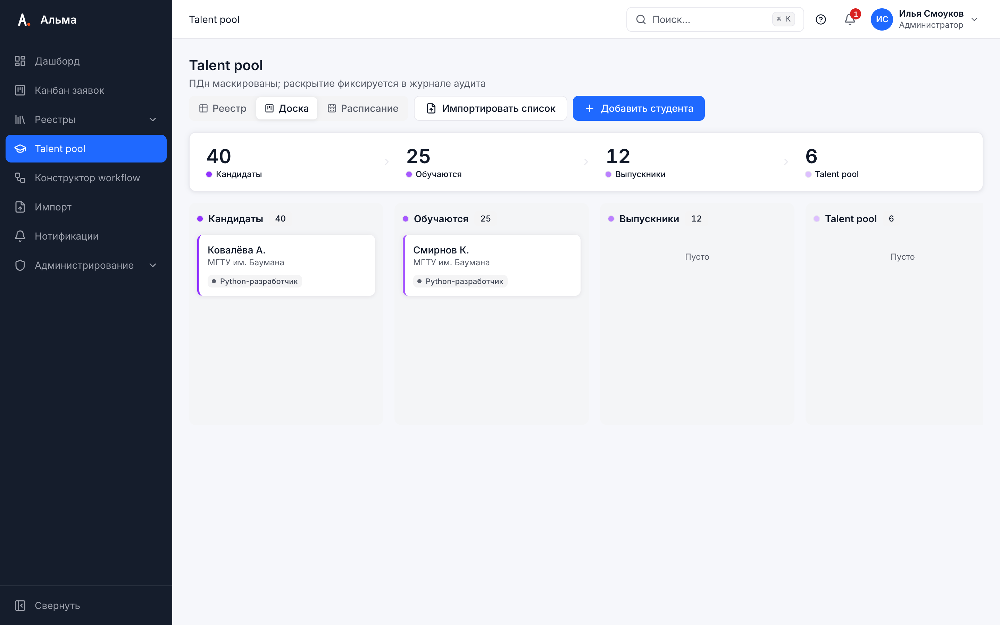 Альма
Дашборд
Канбан заявок
Реестры
Talent pool
Конструктор workflow
Импорт
Нотификации
Администрирование
Свернуть
Talent pool
Поиск...
⌘ K
1
ИС
Илья Смоуков
Администратор
Talent pool
ПДн маскированы; раскрытие фиксируется в журнале аудита
Реестр
Доска
Расписание
Импортировать список
Добавить студента
40
Кандидаты
25
Обучаются
12
Выпускники
6
Talent pool
Кандидаты 40
Ковалёва А.
МГТУ им. Баумана
Python-разработчик
Обучаются 25
Смирнов К.
МГТУ им. Баумана
Python-разработчик
Выпускники 12
Пусто
Talent pool 6
Пусто